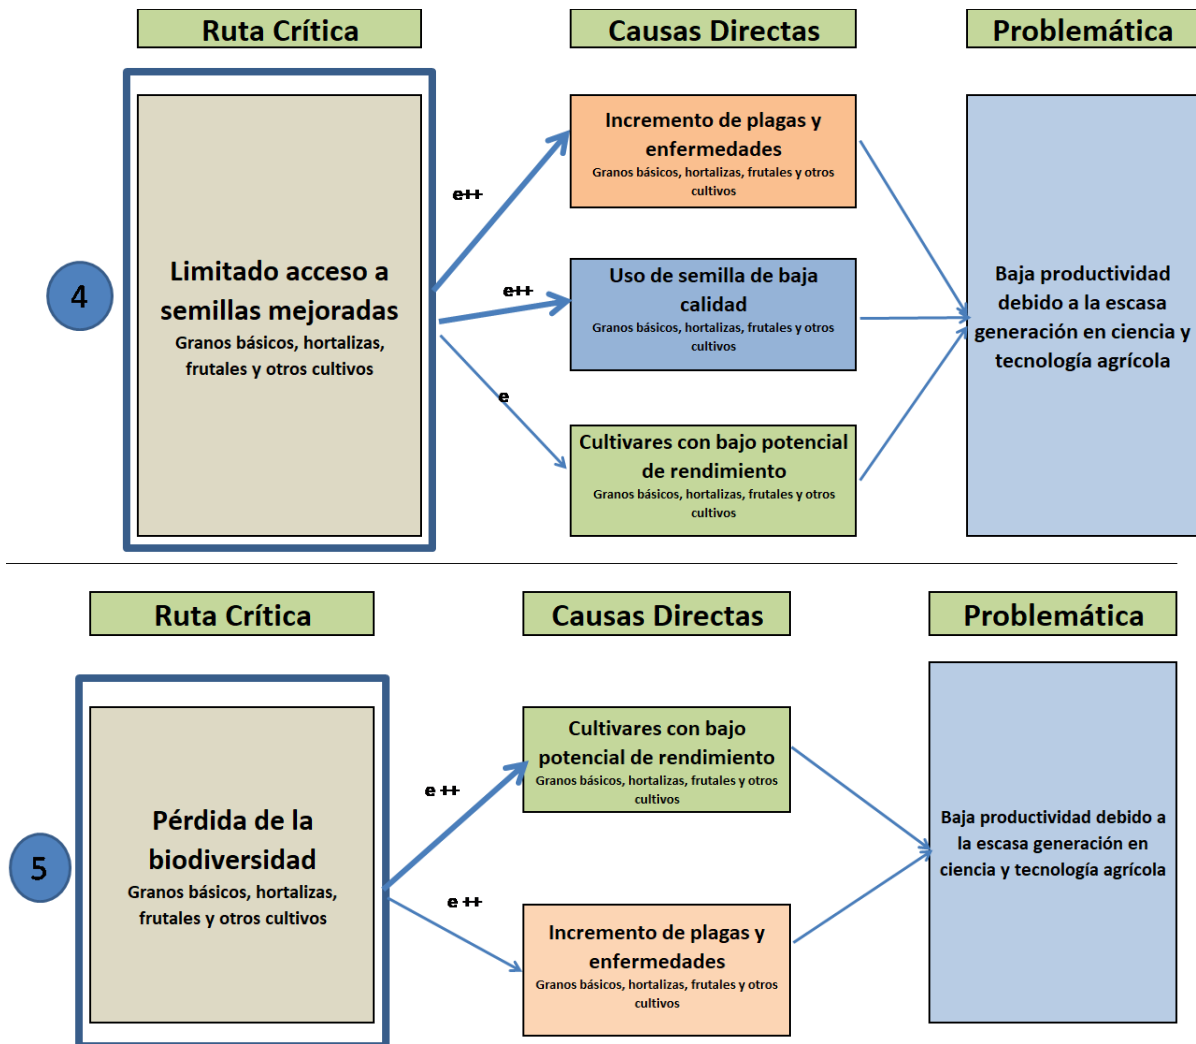 Ruta Crítica
Causas Directas
Problemática
4
Limitado acceso a
semillas mejoradas
Granos básicos, hortalizas,
frutales y otros cultivos
e++
e++
e
Incremento de plagas y
enfermedades
Granos básicos, hortalizas, frutales y otros
cultivos
Uso de semilla de baja
calidad
Granos básicos, hortalizas, frutales y otros
cultivos
Cultivares con bajo potencial
de rendimiento
Granos básicos, hortalizas, frutales y otros
cultivos
Baja productividad
debido a la escasa
generación en ciencia y
tecnología agrícola
Ruta Crítica
Causas Directas
Problemática
5
Pérdida de la
biodiversidad
Granos básicos, hortalizas,
frutales y otros cultivos
e ++
e ++
Cultivares con bajo
potencial de rendimiento
Granos básicos, hortalizas, frutales y otros
cultivos
Incremento de plagas y
enfermedades
Granos básicos, hortalizas, frutales y otros
cultivos
Baja productividad debido a
la escasa generación en
ciencia y tecnología agrícola